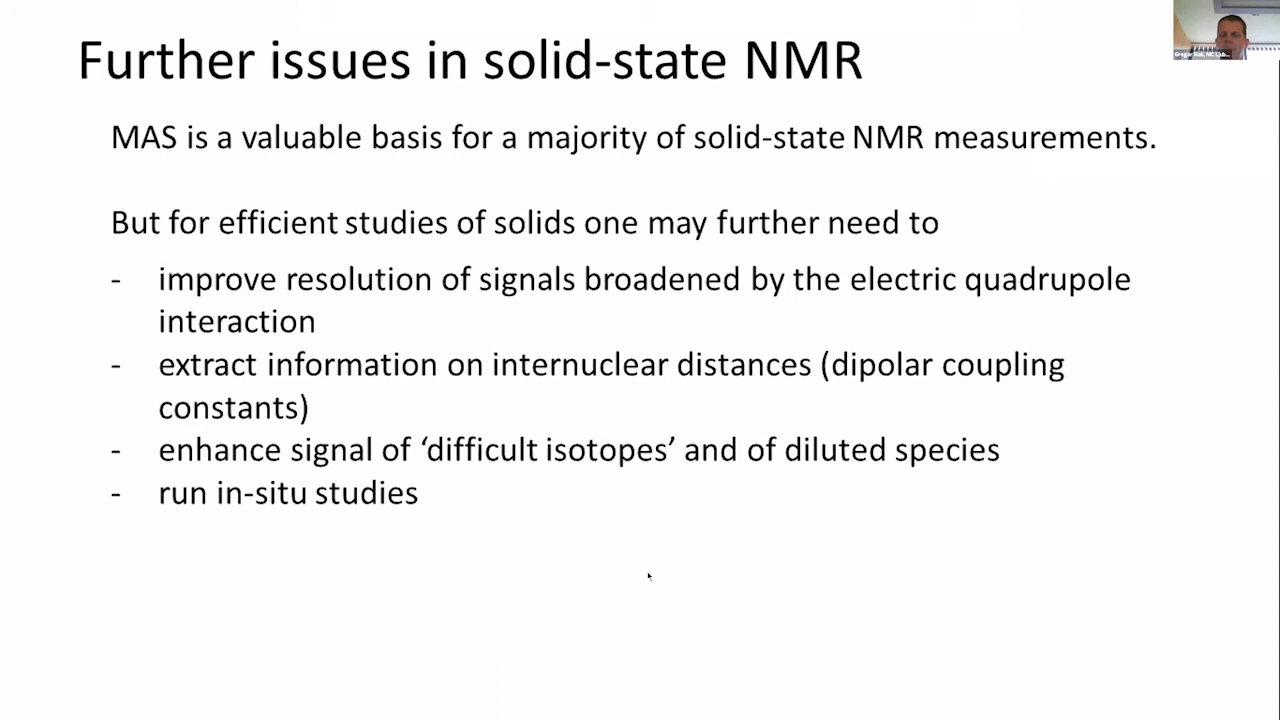 Further issues in solid-state NMR
MAS is a valuable basis for a majority of solid-state NMR measurements.
But for efficient studies of solids one may further need to
- improve resolution of signals broadened by the electric quadrupole
interaction
- extract information on internuclear distances (dipolar coupling
constants)
- enhance signal of ‘difficult isotopes’ and of diluted species
- run in-situ studies